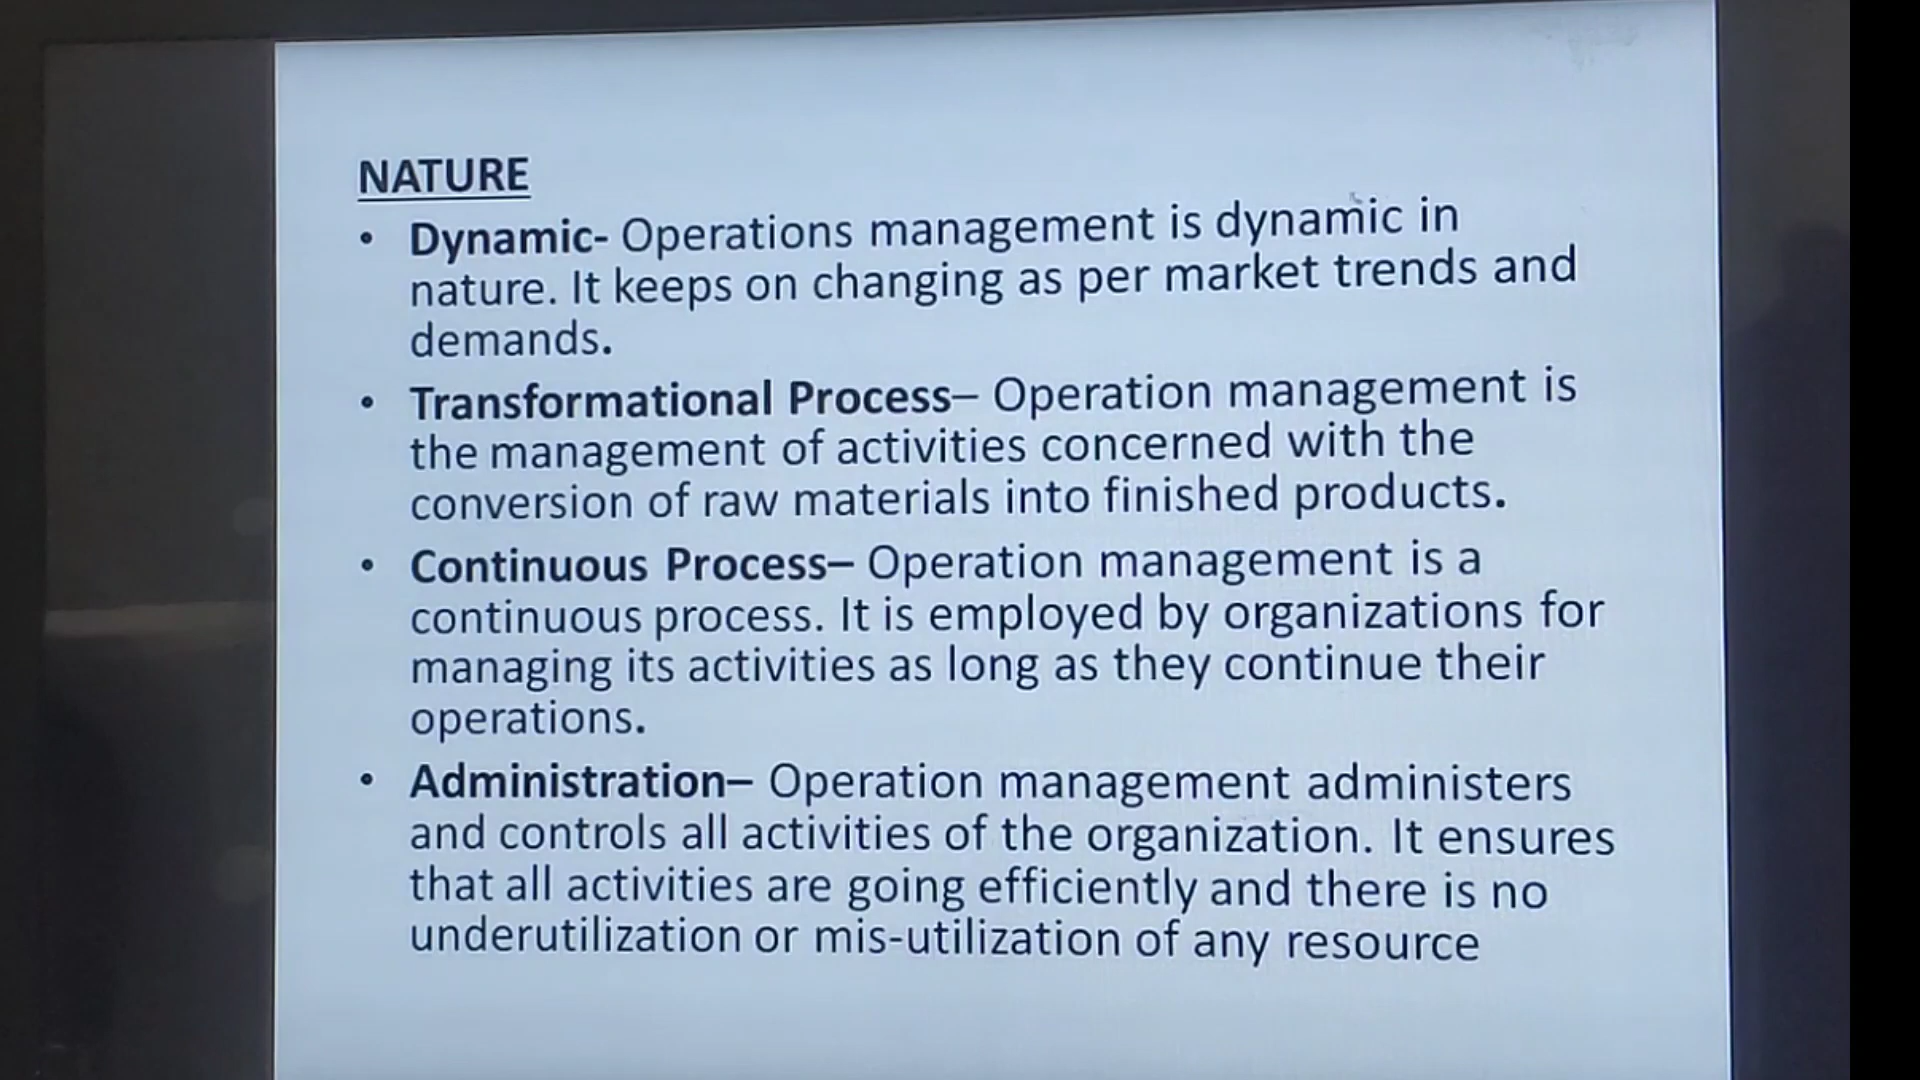 NATURE
• Dynamic- Operations management is dynamic in
nature. It keeps on changing as per market trends and
demands.
• Transformational Process– Operation management is
the management of activities concerned with the
conversion of raw materials into finished products.
• Continuous Process– Operation management is a
continuous process. It is employed by organizations for
managing its activities as long as they continue their
operations.
• Administration– Operation management administers
and controls all activities of the organization. It ensures
that all activities are going efficiently and there is no
underutilization or mis-utilization of any resource